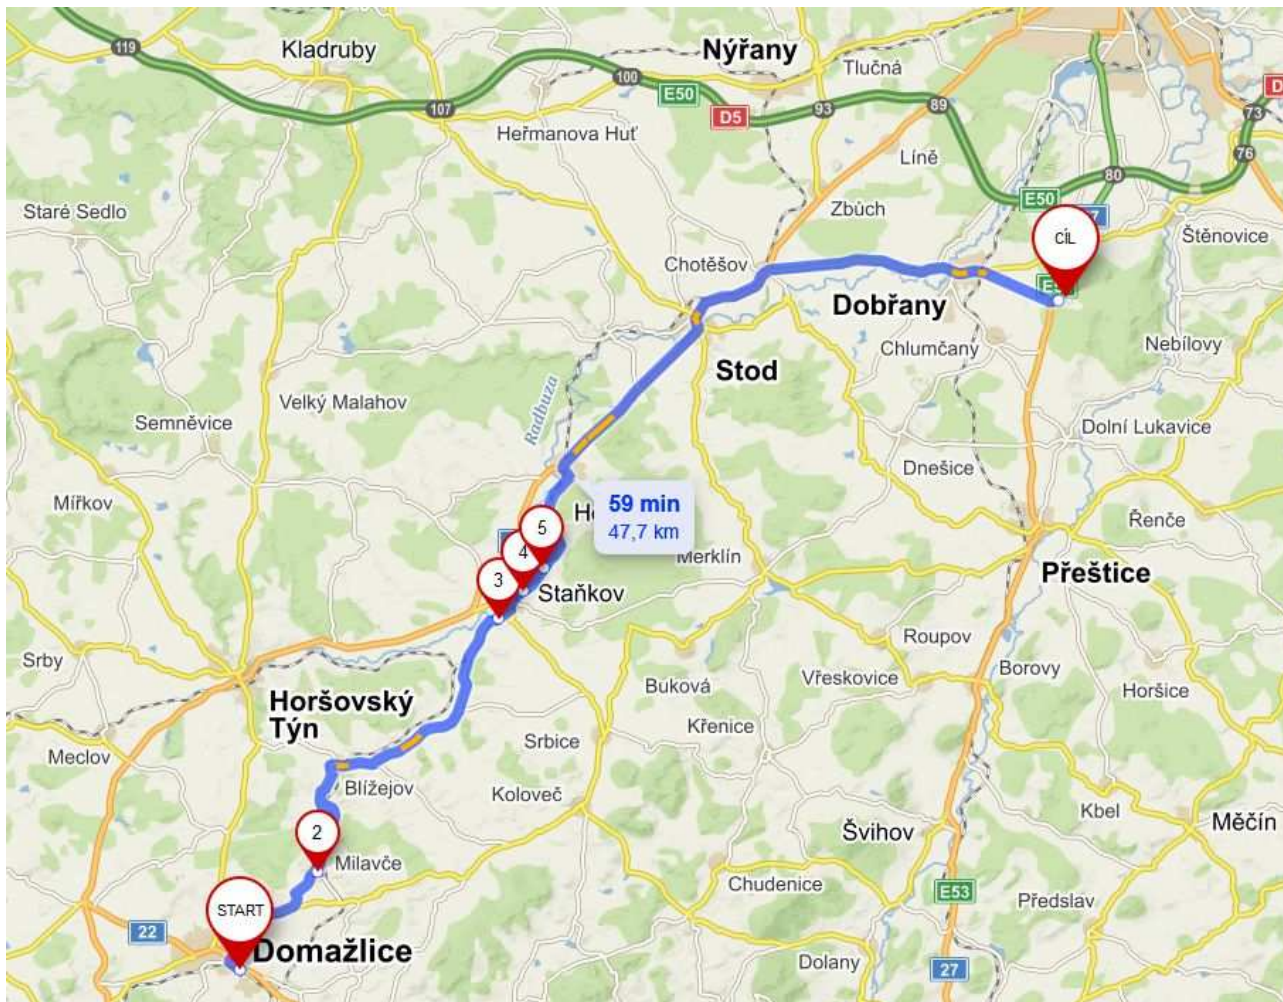 119
Kladruby
Nýřany
Tlučná
100
E50
107
D5
93
89
73
Heřmanova Huť
Líně
76
80
E50
Staré Sedlo
Zbůch
CÍL
Štěnovice
Chotěšov
Dobřany
Chlumčany
Nebílovy
Stod
Radbuza
Velký Malahov
Semněvice
Dolní Lukavice
Dnešice
Mířkov
59 min
47,7 km
5
4
3
Řenče
Merklín
Přeštice
Staňkov
Roupov
Srby
Borovy
Vřeskovice
Buková
Horšice
Horšovský
Týn
Křenice
Srbice
Meclov
Blížejov
Koloveč
Kbel
Měčín
Švihov
2
Milavče
Chudenice
E53
Předslav
START
22
Domažlice
Dolany
27